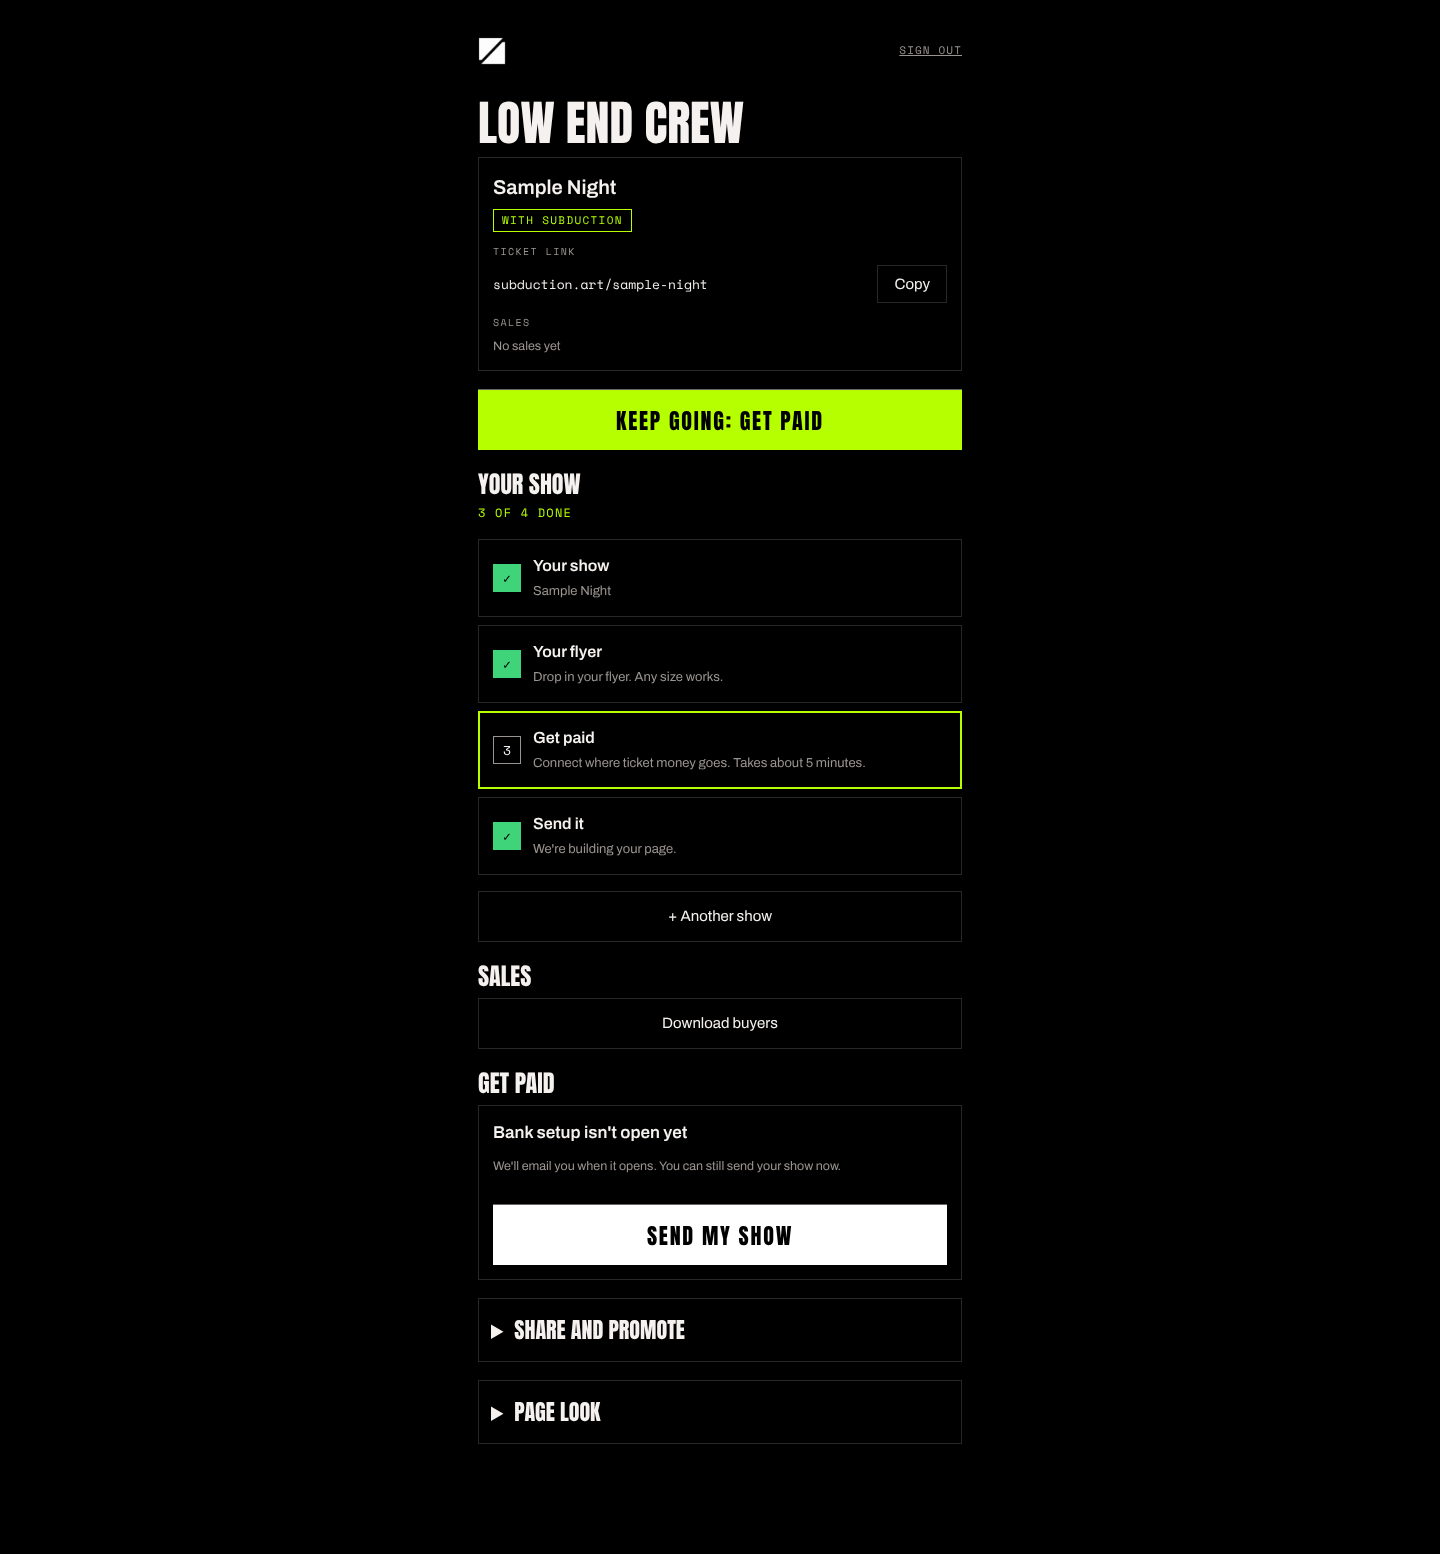 SIGN OUT
LOW END CREW
Sample Night
WITH SUBDUCTION
TICKET LINK
subduction.art/sample-night
Copy
SALES
No sales yet
KEEP GOING: GET PAID
YOUR SHOW
3 OF 4 DONE
✓
Your show
Sample Night
✓
Your flyer
Drop in your flyer. Any size works.
3
Get paid
Connect where ticket money goes. Takes about 5 minutes.
✓
Send it
We're building your page.
+ Another show
SALES
Download buyers
GET PAID
Bank setup isn't open yet
We'll email you when it opens. You can still send your show now.
SEND MY SHOW
SHARE AND PROMOTE
PAGE LOOK